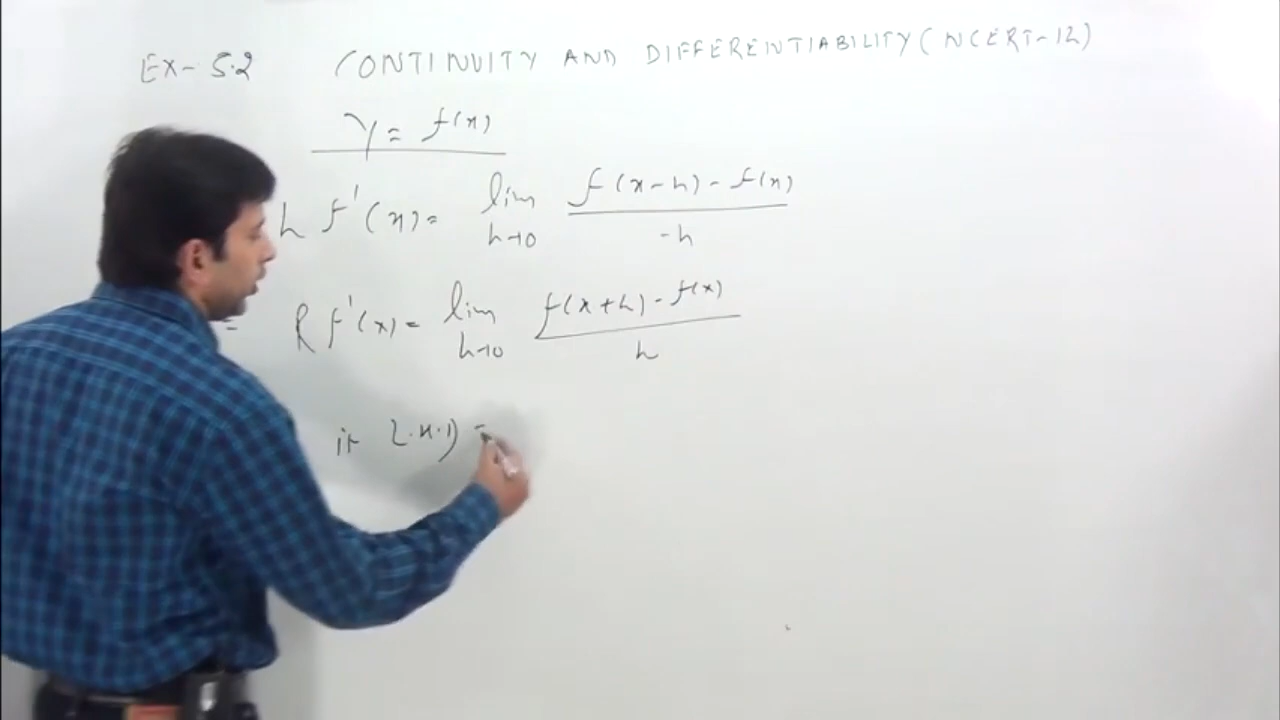 EX- 5.2 CONTINUITY AND DIFFERENTIABILITY (NCERT-12)
y = f(x)
L f'(x) = lim h→0 f(x-h) - f(x) / -h
= R f'(x) = lim h→0 f(x+h) - f(x) / h
if